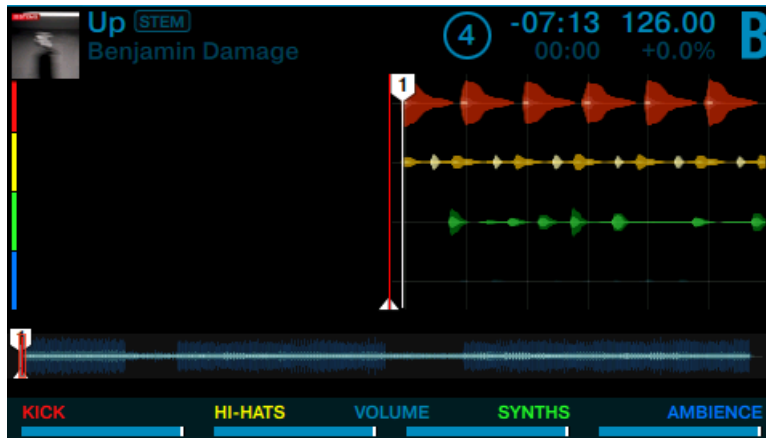 Up STEM 4 -07:13 126.00 B
Benjamin Damage 00:00 +0.0%
1
1
KICK HI-HATS VOLUME SYNTHS AMBIENCE